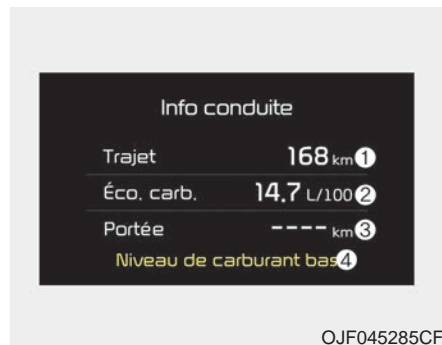 Info conduite
Trajet 168 km ①
Éco. carb. 14.7 L/100 ②
Portée ---- km ③
Niveau de carburant bas ④
OJF045285CF